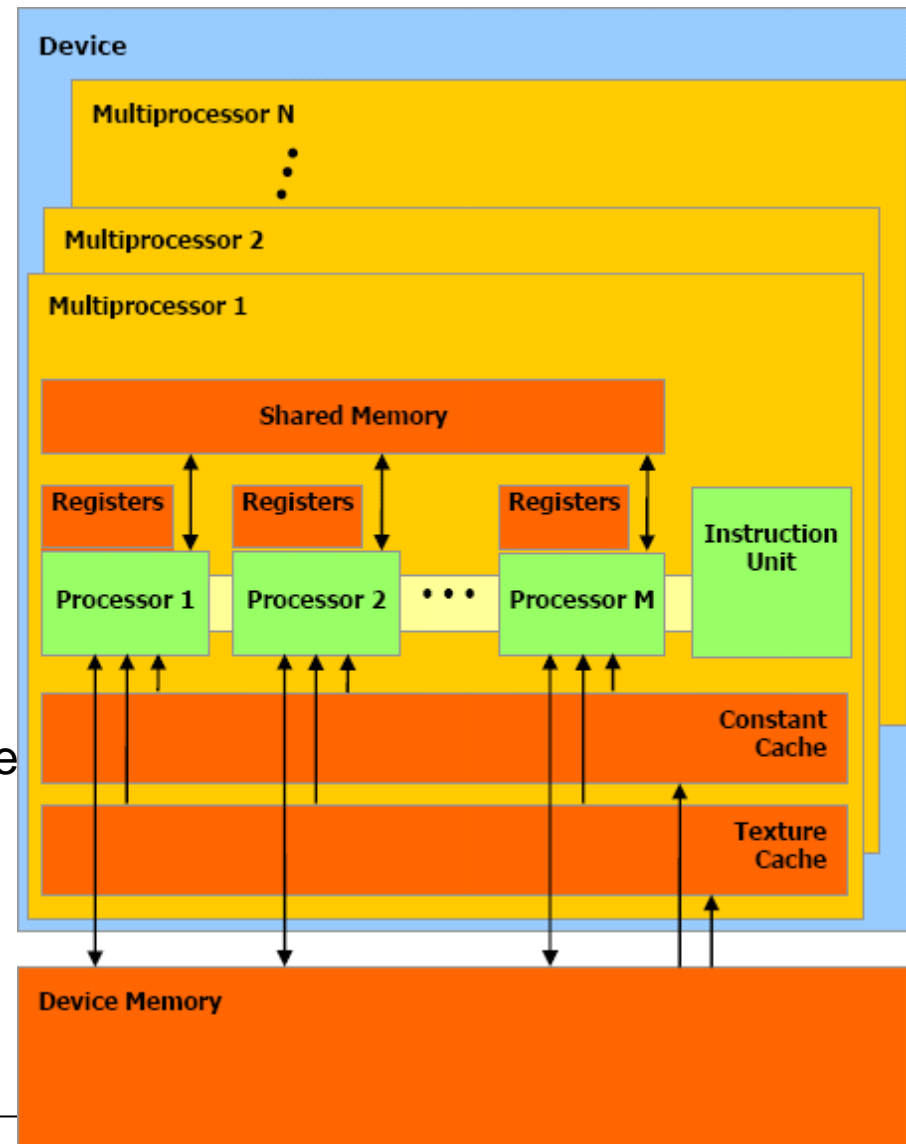 Device
Multiprocessor N
Multiprocessor 2
Multiprocessor 1
Shared Memory
Registers
Registers
Registers
Instruction
Unit
Processor 1
Processor 2
• • •
Processor M
Constant
Cache
e
Texture
Cache
Device Memory